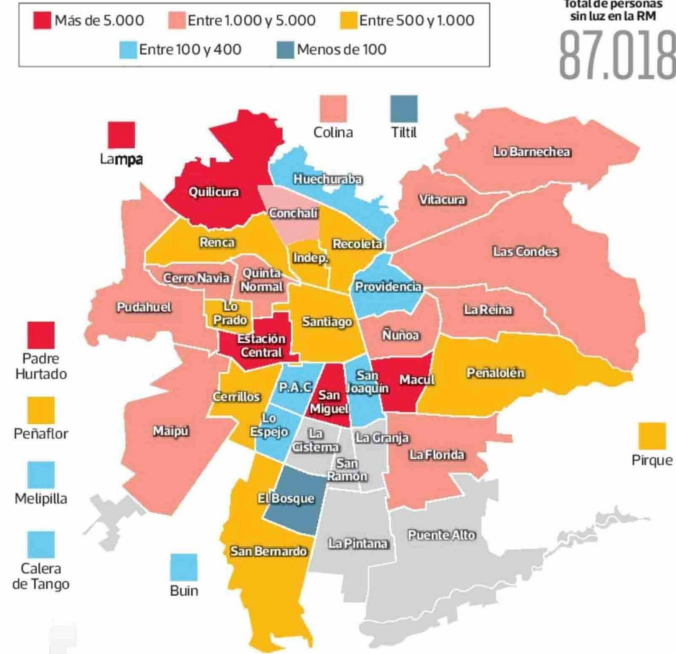 Total de personas
sin luz en la RM
87.018
Más de 5.000
Entre 1.000 y 5.000
Entre 500 y 1.000
Entre 100 y 400
Menos de 100
Lampa
Colina
Tiltil
Lo Barnechea
Quilicura
Huechuraba
Vitacura
Conchalí
Renca
Recoleta
Indep.
Las Condes
Cerro Navia
Quinta
Normal
Providencia
Pudahuel
Lo
Prado
Santiago
La Reina
Ñuñoa
Estación
Central
Padre
Hurtado
Cerrillos
P.A.C
San
Miguel
San
Joaquín
Macul
Peñalolén
Peñaflor
Maipú
Lo
Espejo
La
Cisterna
La Granja
San
Ramón
La Florida
Pirque
Melipilla
El Bosque
San Bernardo
La Pintana
Puente Alto
Calera
de Tango
Buin